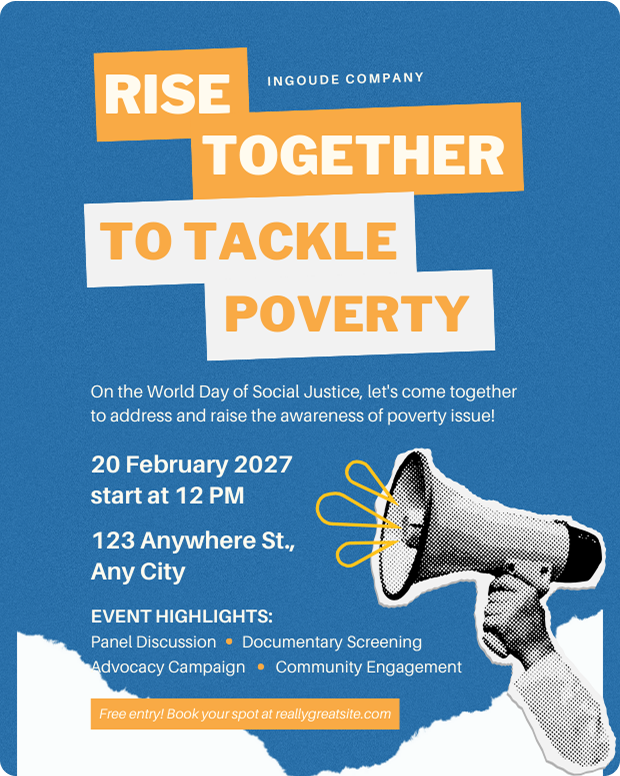 RISE
INGOUDE COMPANY
TOGETHER
TO TACKLE
POVERTY
On the World Day of Social Justice, let's come together
to address and raise the awareness of poverty issue!
20 February 2027
start at 12 PM
123 Anywhere St.,
Any City
EVENT HIGHLIGHTS:
Panel Discussion • Documentary Screening
Advocacy Campaign • Community Engagement
Free entry! Book your spot at reallygreatsite.com